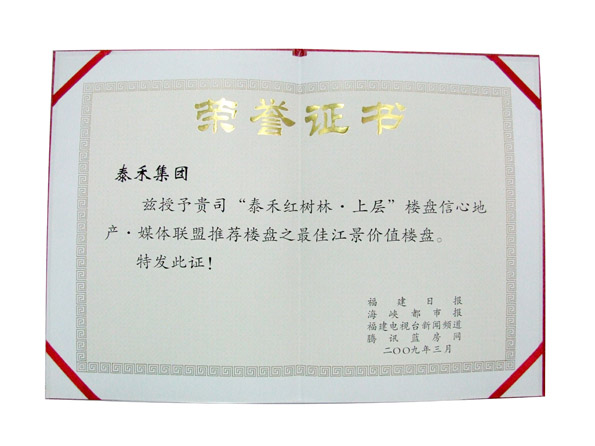 荣誉证书
泰禾集团
兹授予贵司“泰禾红树林·上层”楼盘信心地
产·媒体联盟推荐楼盘之最佳江景价值楼盘。
特发此证！
福建日报
海峡都市报
福建电视台新闻频道
腾讯蓝房网
二〇〇九年三月